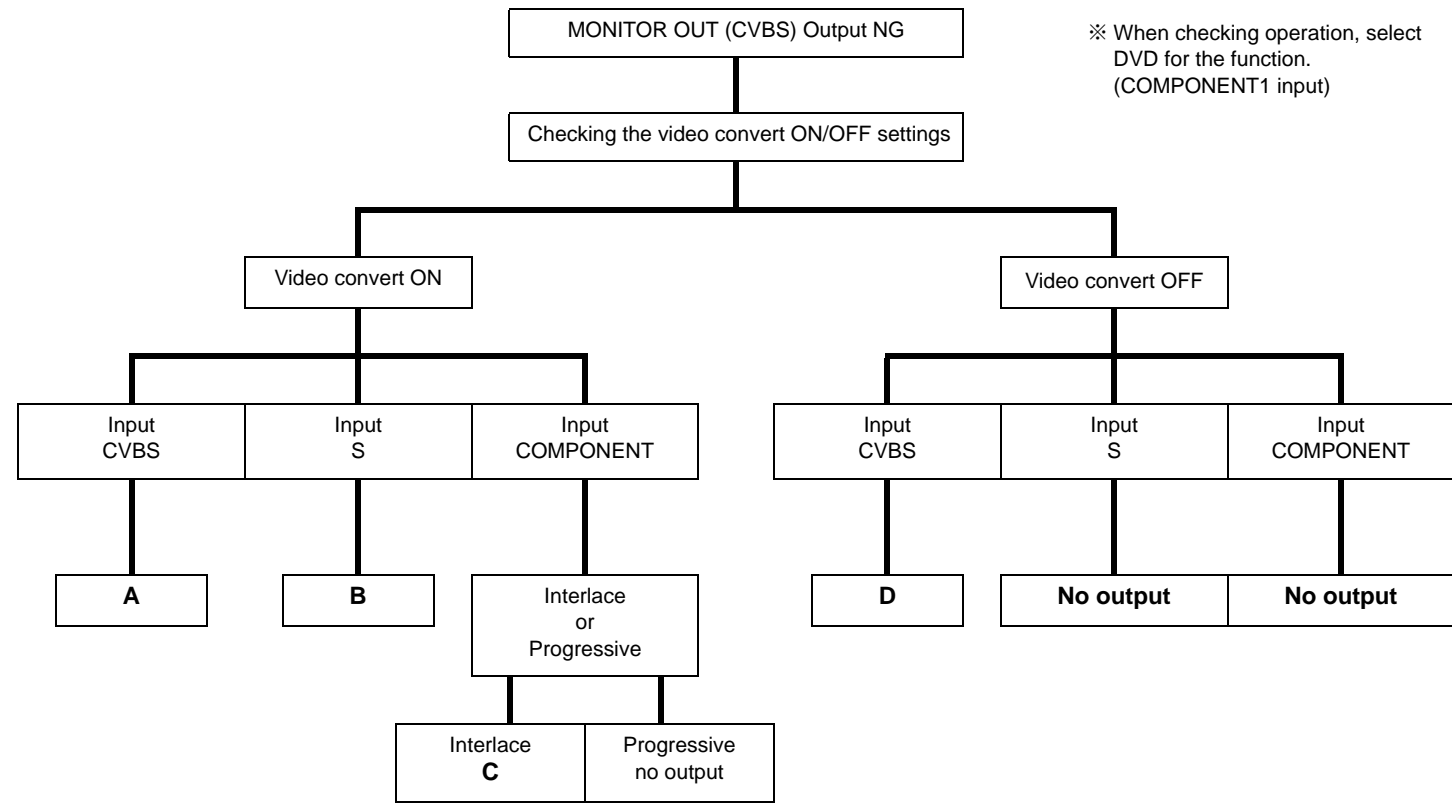 MONITOR OUT (CVBS) Output NG
※ When checking operation, select
DVD for the function.
(COMPONENT1 input)
Checking the video convert ON/OFF settings
Video convert ON
Video convert OFF
Input
CVBS
Input
S
Input
COMPONENT
Input
CVBS
Input
S
Input
COMPONENT
A
B
Interlace
or
Progressive
D
No output
No output
Interlace
C
Progressive
no output